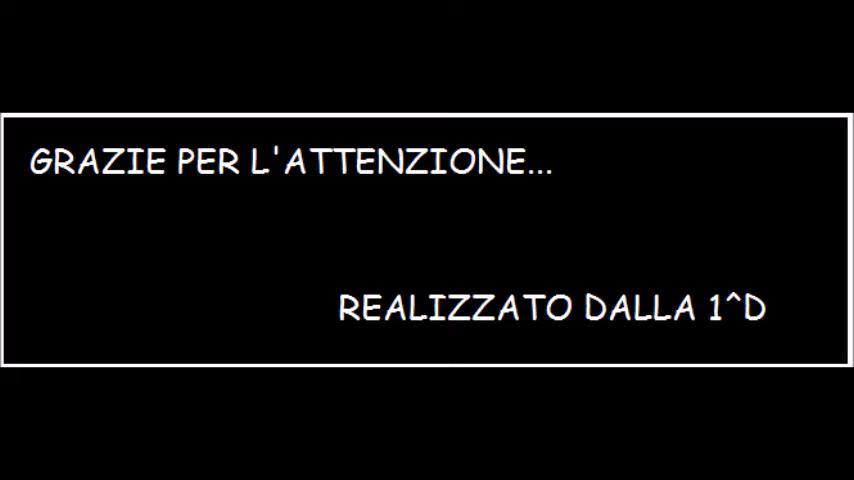 GRAZIE PER L'ATTENZIONE...
REALIZZATO DALLA 1^D